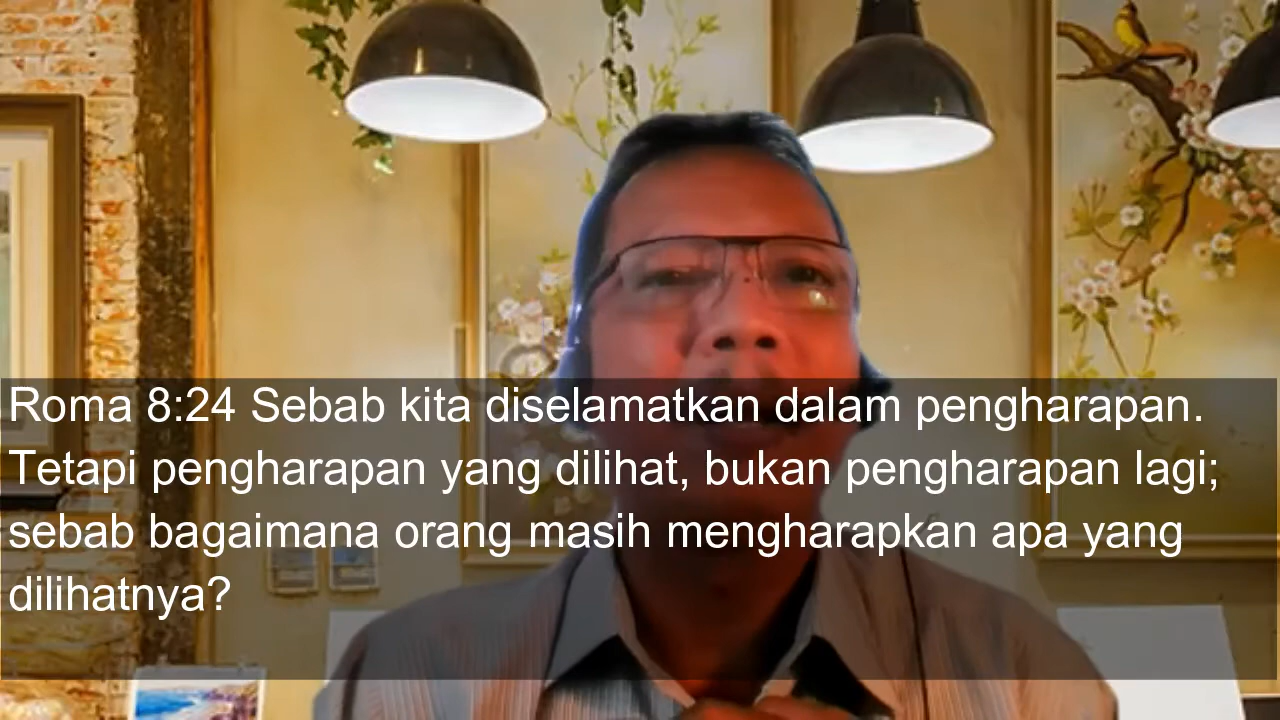 Roma 8:24 Sebab kita diselamatkan dalam pengharapan.
Tetapi pengharapan yang dilihat, bukan pengharapan lagi;
sebab bagaimana orang masih mengharapkan apa yang
dilihatnya?